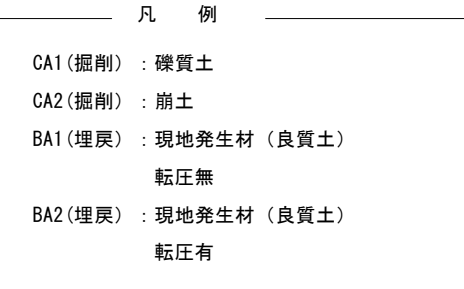 凡 例
CA1(掘削) :礫質土
CA2(掘削) :崩土
BA1(埋戻) :現地発生材(良質土)
転圧無
BA2(埋戻) :現地発生材(良質土)
転圧有